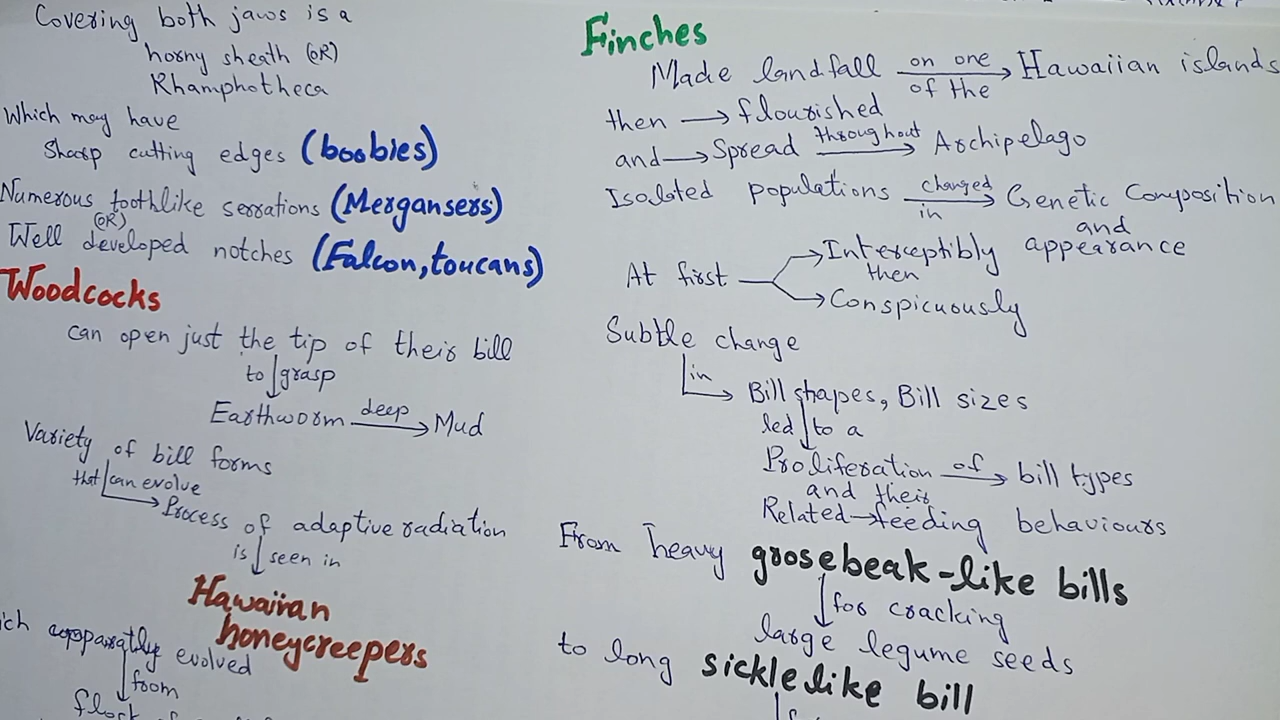 Covering both jaws is a
horny sheath (OR)
Rhamphotheca
Which may have
Sharp cutting edges (boobies)
Numerous toothlike serrations (Mergansers)
(OR)
Well developed notches (Falcon, toucans)
Woodcocks
can open just the tip of their bill
to grasp
Earthworm deep → Mud
Variety of bill forms
that can evolve
→ Process of adaptive radiation
is seen in
Hawaiian
honeycreepers
evolved
from
Finches
Made landfall on one of the → Hawaiian islands
then → flourished
and → Spread throughout → Archipelago
Isolated populations changed in → Genetic Composition
and
appearance
At first → Interceptibly
then
→ Conspicuously
Subtle change
in
→ Bill shapes, Bill sizes
led to a
Proliferation of → bill types
and their
Related → feeding behaviours
From heavy grosebeak-like bills
for cracking
large legume seeds
to long sicklelike bill